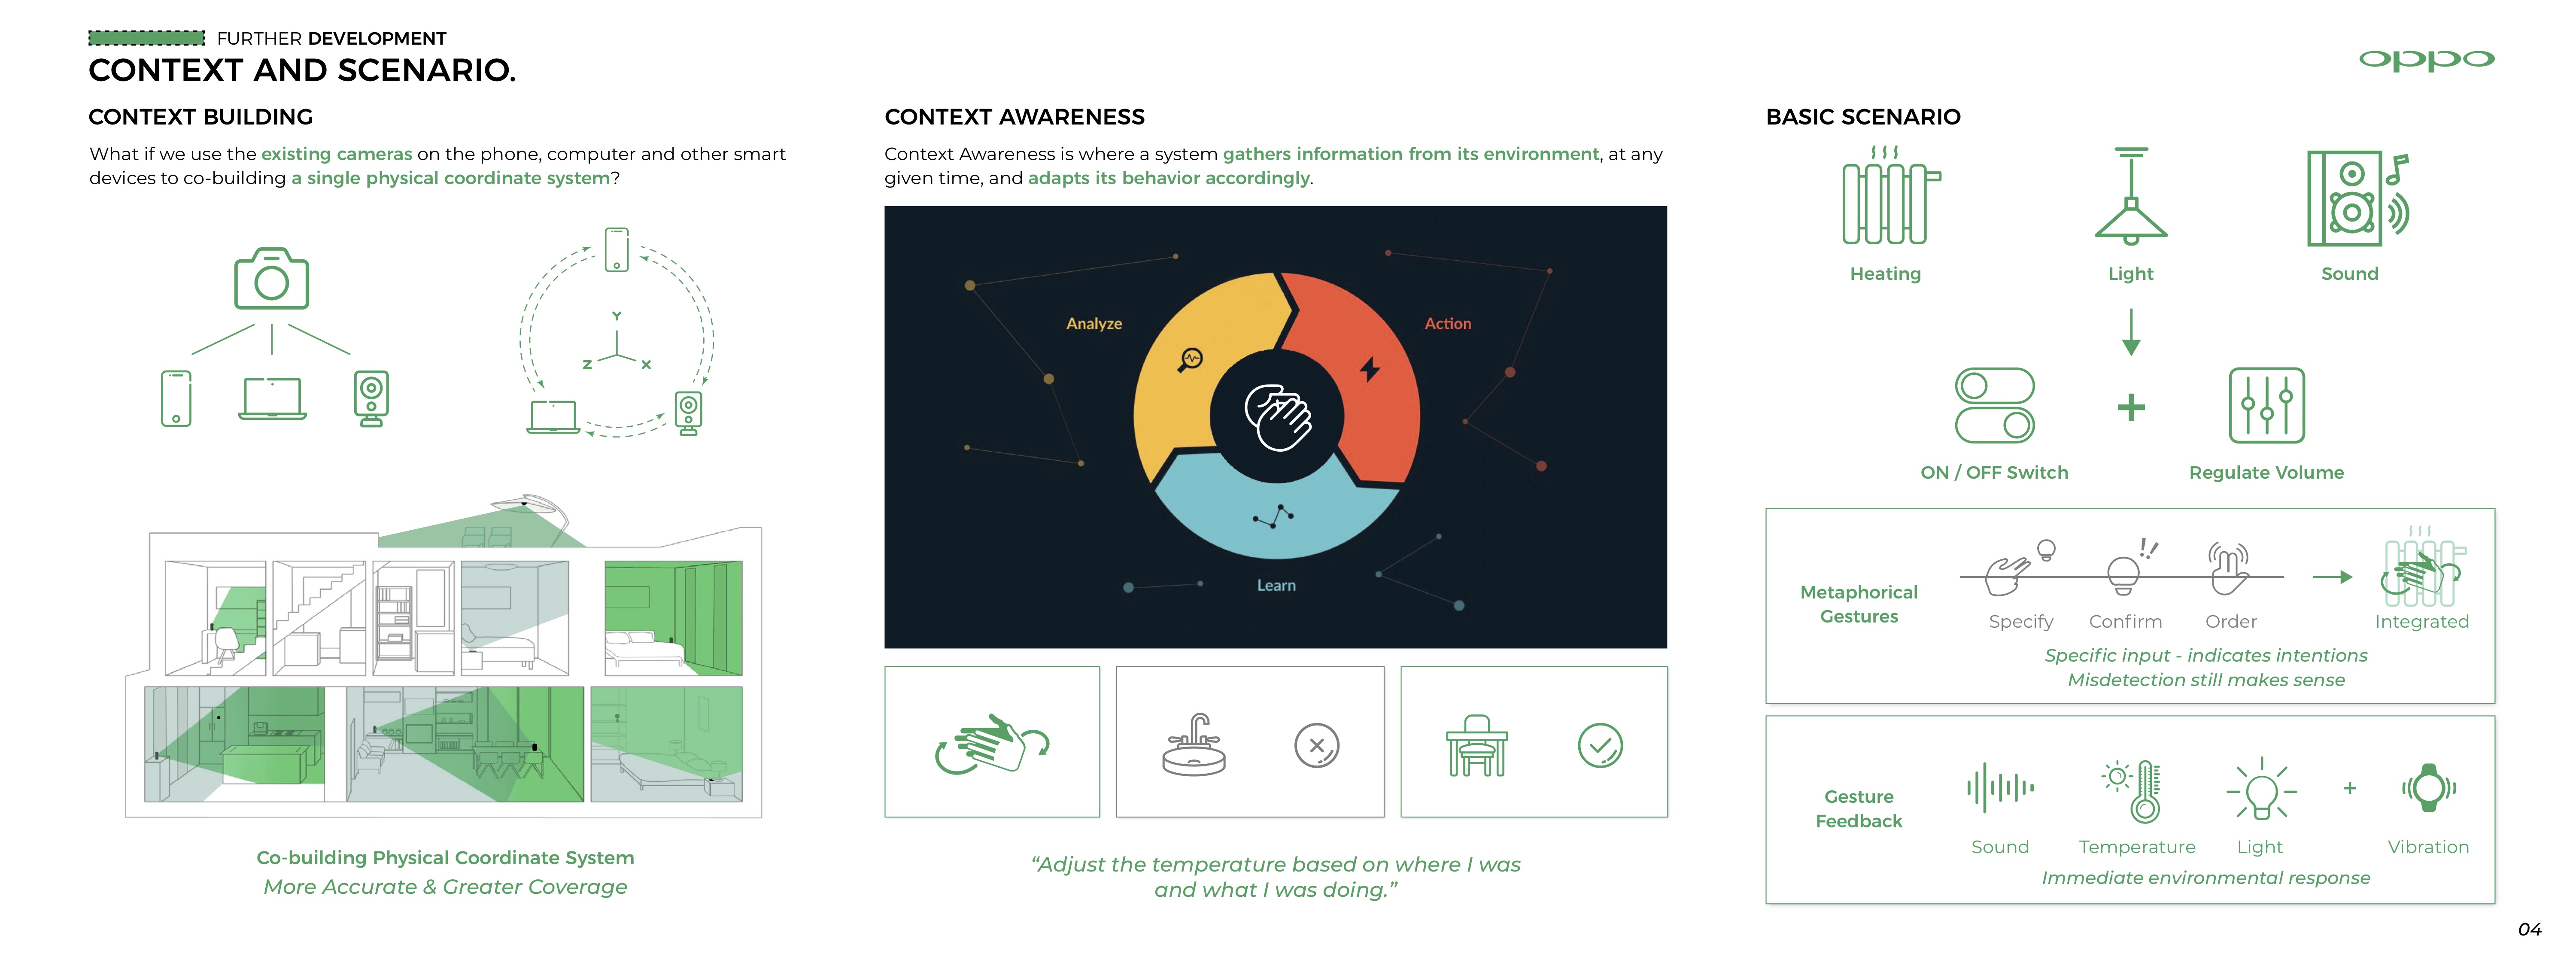 FURTHER DEVELOPMENT
CONTEXT AND SCENARIO.
oppo
CONTEXT BUILDING
What if we use the existing cameras on the phone, computer and other smart
devices to co-building a single physical coordinate system?
Y
Z
X
Co-building Physical Coordinate System
More Accurate & Greater Coverage
CONTEXT AWARENESS
Context Awareness is where a system gathers information from its environment, at any
given time, and adapts its behavior accordingly.
Analyze
Action
Learn
“Adjust the temperature based on where I was
and what I was doing.”
BASIC SCENARIO
Heating
Light
Sound
+
ON / OFF Switch
Regulate Volume
Metaphorical
Gestures
!!
Specify
Confirm
Order
Integrated
Specific input - indicates intentions
Misdetection still makes sense
Gesture
Feedback
+
Sound
Temperature
Light
Vibration
Immediate environmental response
04